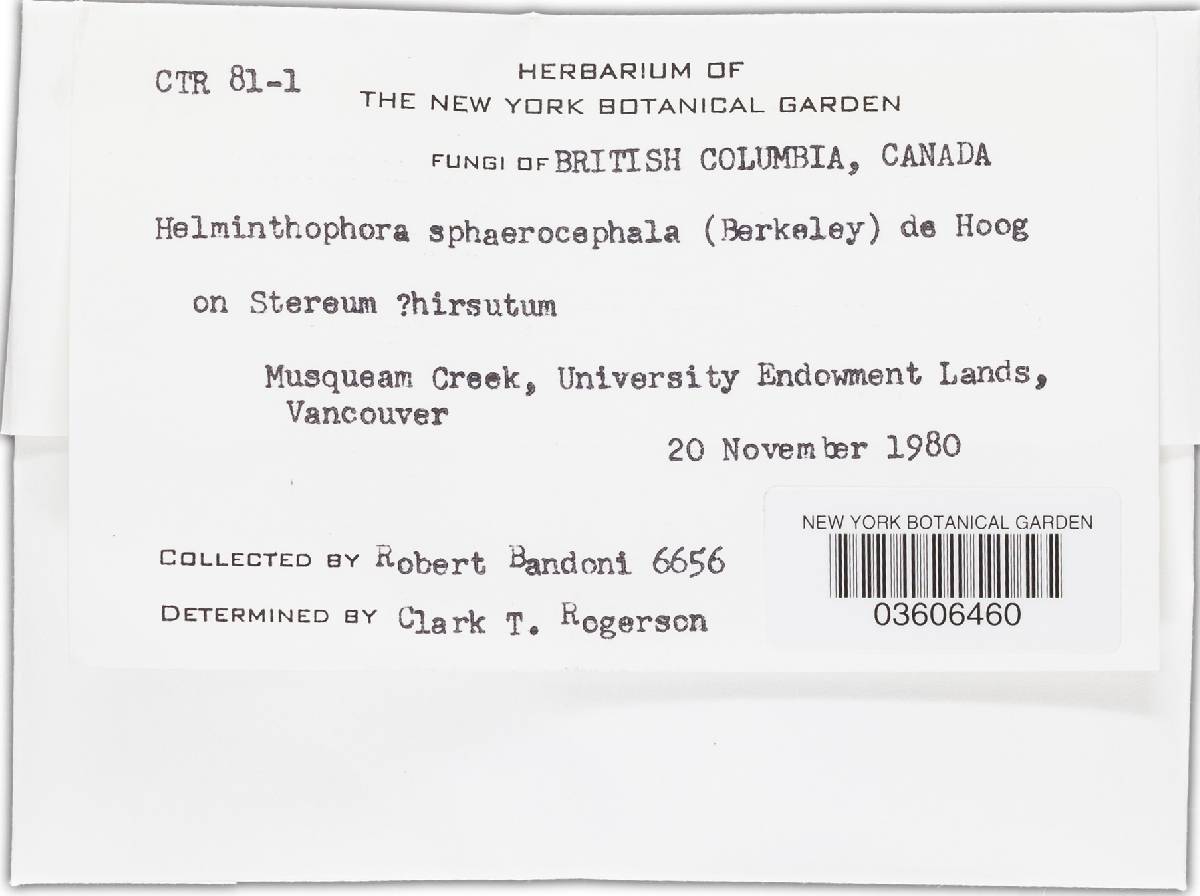 CTR 81-1
HERBARIUM OF
THE NEW YORK BOTANICAL GARDEN
FUNGI OF BRITISH COLUMBIA, CANADA
Helminthophora sphaerocephala (Berkeley) de Hoog
on Stereum ?hirsutum
Musqueam Creek, University Endowment Lands,
Vancouver
20 November 1980
COLLECTED BY Robert Bandoni 6656
DETERMINED BY Clark T. Rogerson
NEW YORK BOTANICAL GARDEN
03606460